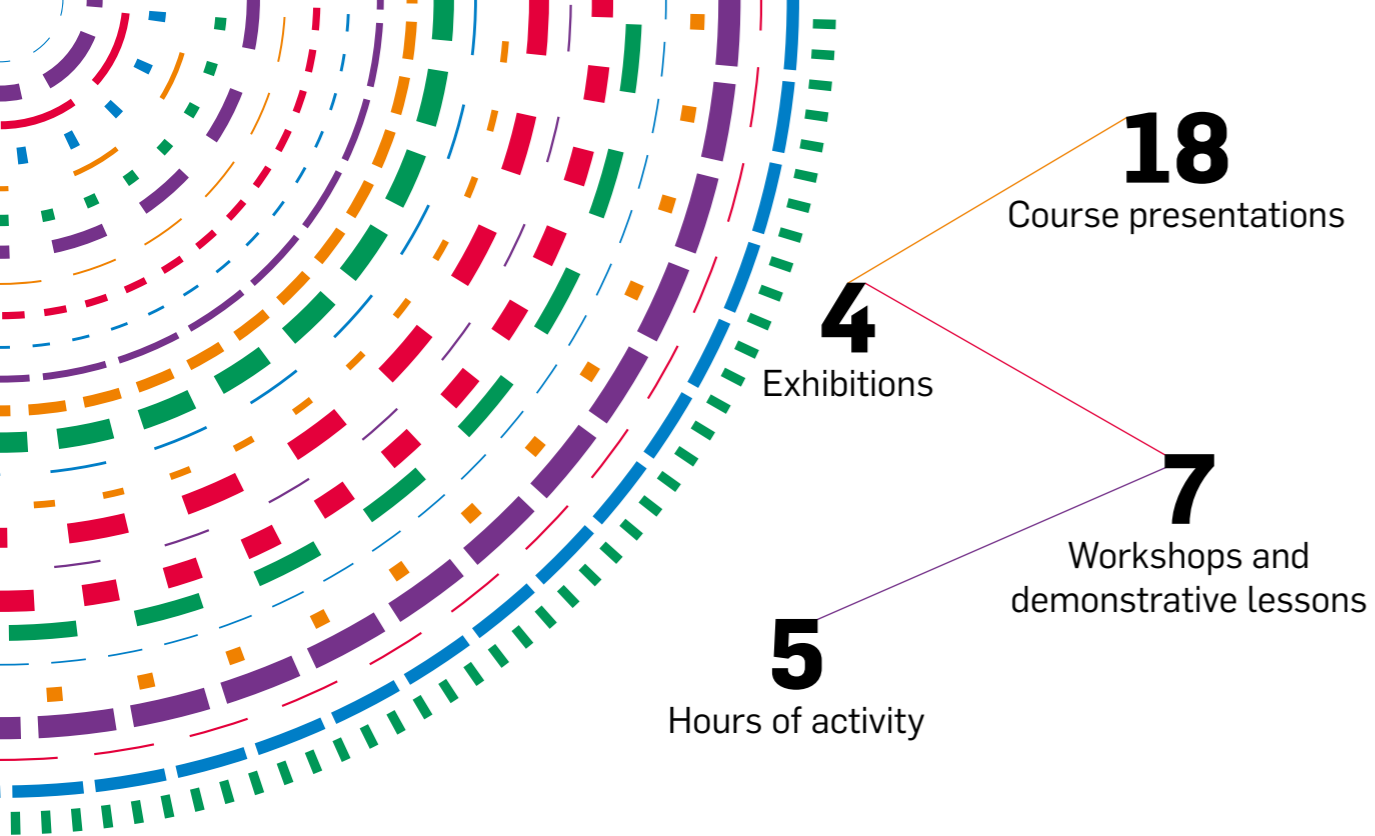 18
Course presentations
4
Exhibitions
7
Workshops and
demonstrative lessons
5
Hours of activity